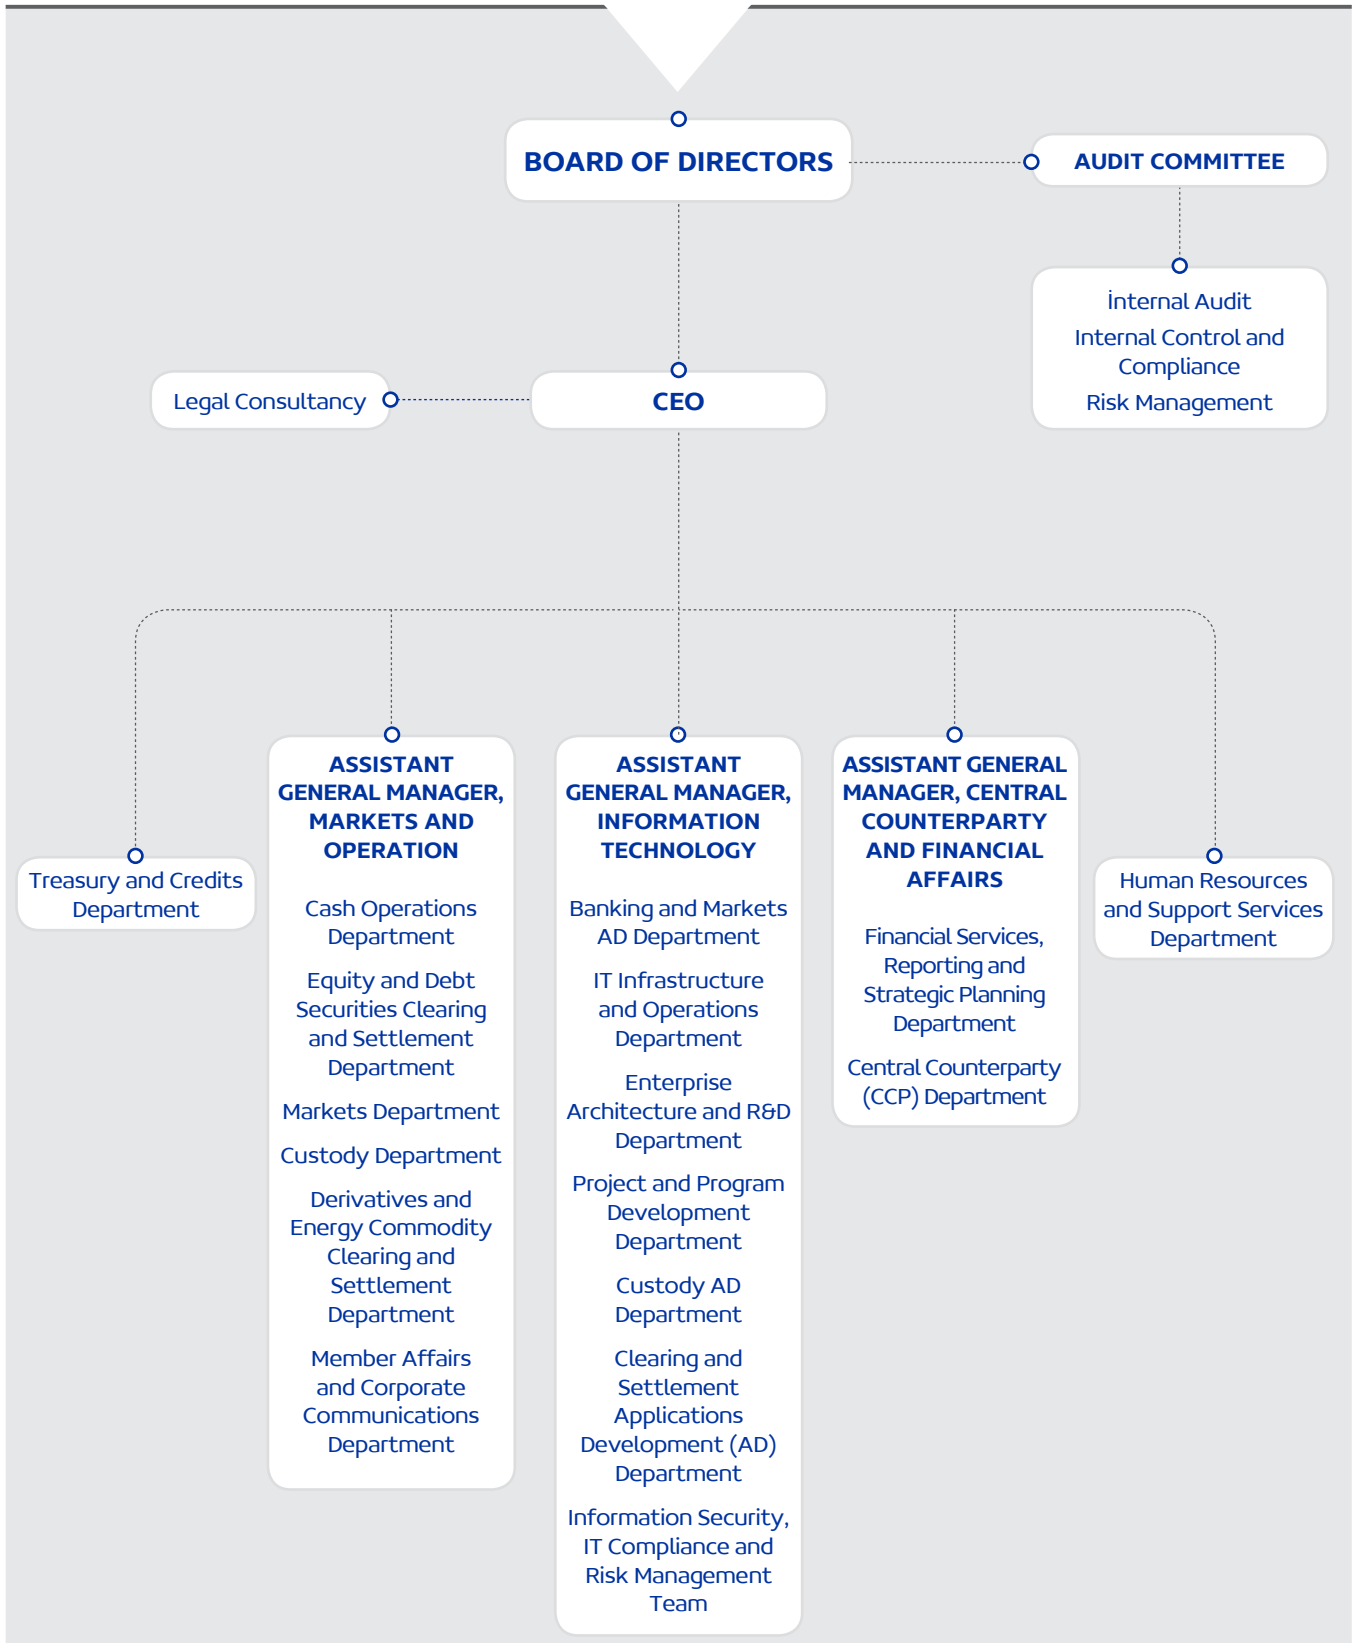 BOARD OF DIRECTORS
AUDIT COMMITTEE
İnternal Audit
Internal Control and
Compliance
Risk Management
Legal Consultancy
CEO
Treasury and Credits
Department
ASSISTANT
GENERAL MANAGER,
MARKETS AND
OPERATION
Cash Operations
Department
Equity and Debt
Securities Clearing
and Settlement
Department
Markets Department
Custody Department
Derivatives and
Energy Commodity
Clearing and
Settlement
Department
Member Affairs
and Corporate
Communications
Department
ASSISTANT
GENERAL MANAGER,
INFORMATION
TECHNOLOGY
Banking and Markets
AD Department
IT Infrastructure
and Operations
Department
Enterprise
Architecture and R&D
Department
Project and Program
Development
Department
Custody AD
Department
Clearing and
Settlement
Applications
Development (AD)
Department
Information Security,
IT Compliance and
Risk Management
Team
ASSISTANT GENERAL
MANAGER, CENTRAL
COUNTERPARTY
AND FINANCIAL
AFFAIRS
Financial Services,
Reporting and
Strategic Planning
Department
Central Counterparty
(CCP) Department
Human Resources
and Support Services
Department